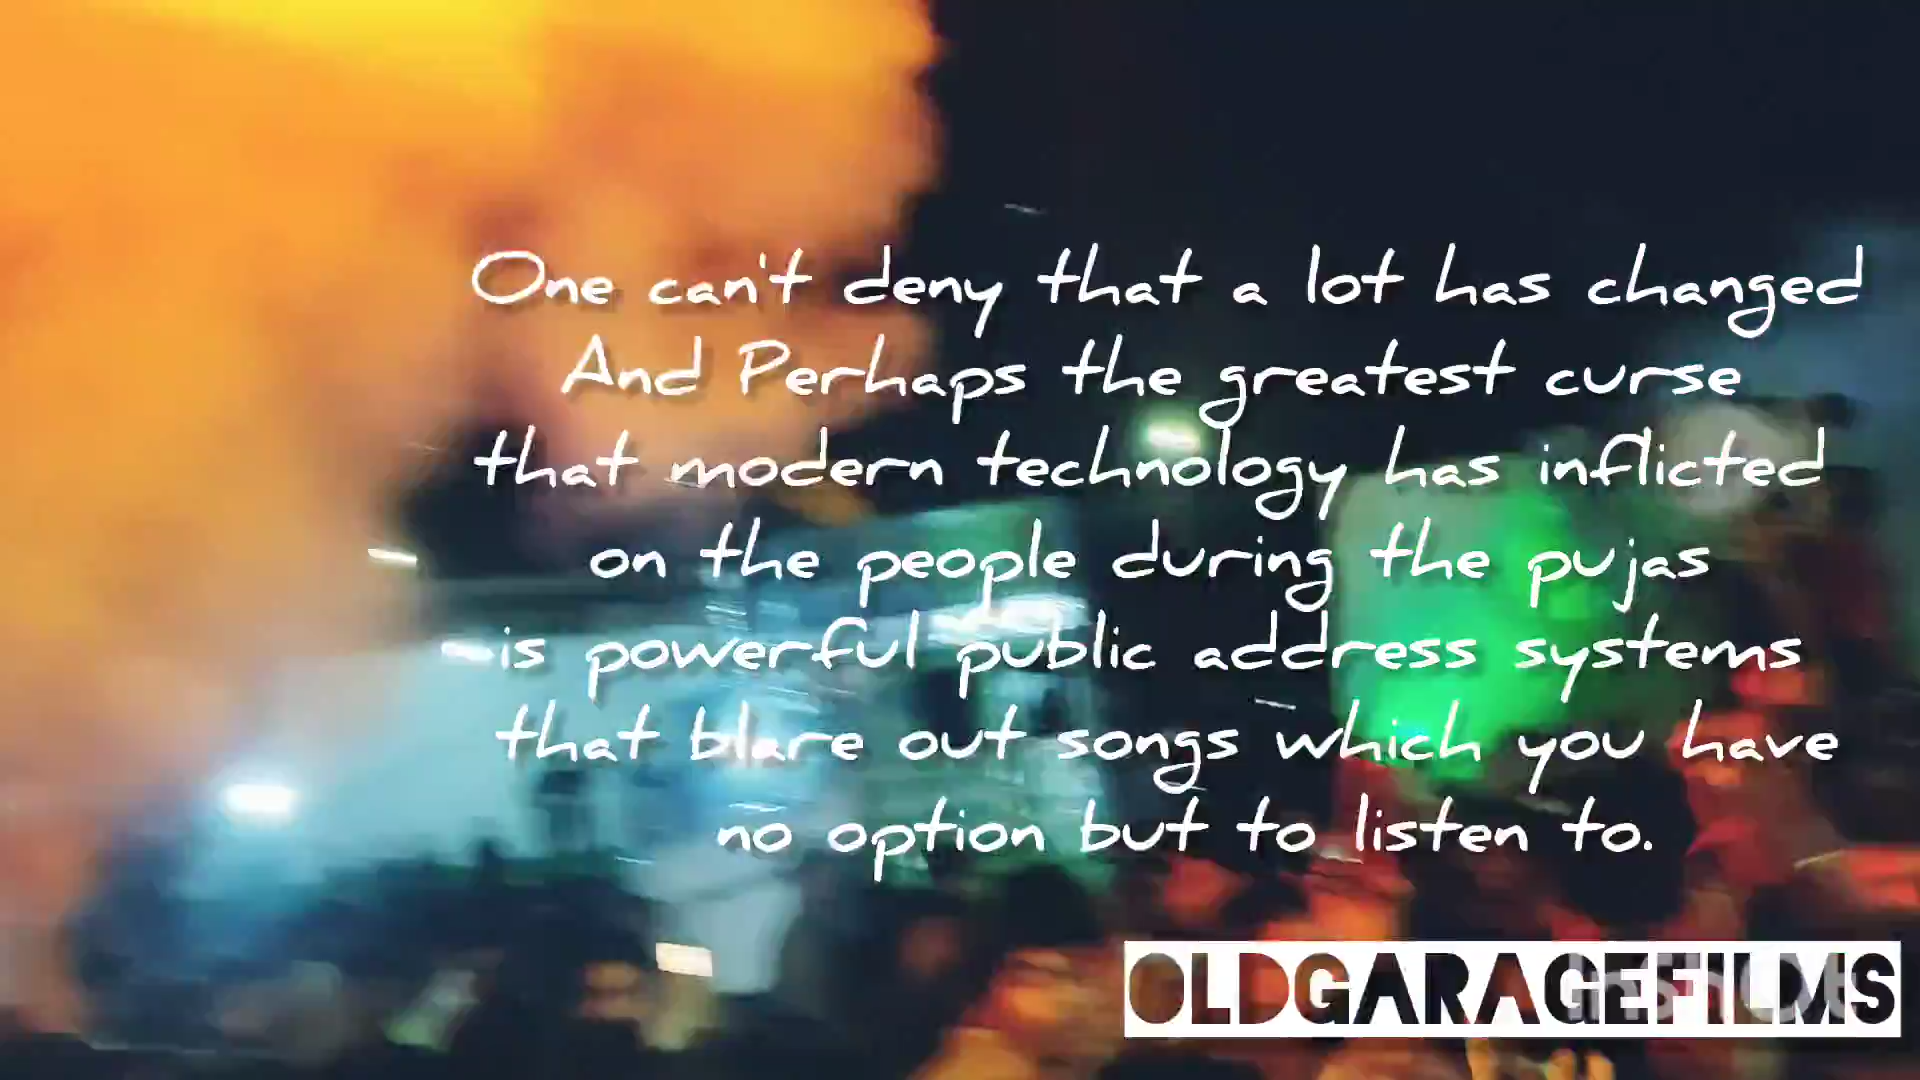 One can't deny that a lot has changed
And Perhaps the greatest curse
that modern technology has inflicted
on the people during the pujas
is powerful public address systems
that blare out songs which you have
no option but to listen to.
OLDGARAGEFILMS
InShOt